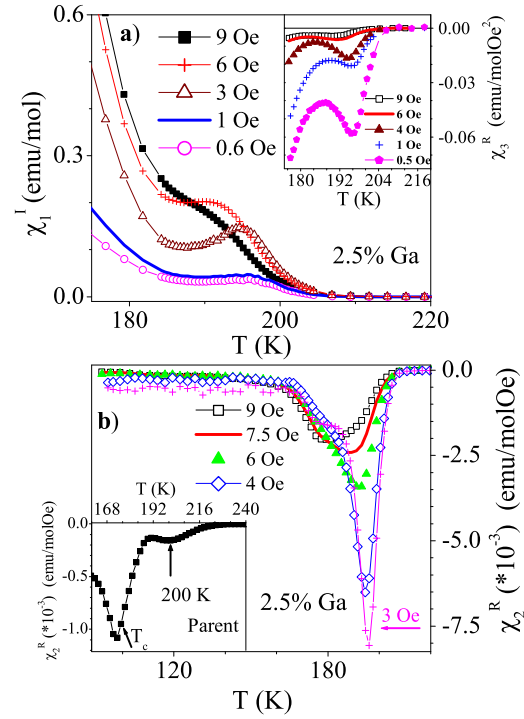 a)
χ₁ᴵ (emu/mol)
0.6
0.3
0.0
9 Oe
6 Oe
3 Oe
1 Oe
0.6 Oe
0.00
-0.03
-0.06
χ₃ᴿ (emu/molOe²)
9 Oe
6 Oe
4 Oe
1 Oe
0.5 Oe
180 192 204 216
T (K)
2.5% Ga
180 200 220
T (K)
b)
9 Oe
7.5 Oe
6 Oe
4 Oe
0.0
-2.5
-5.0
-7.5
χ₂ᴿ (*10⁻³) (emu/molOe)
3 Oe
2.5% Ga
T (K)
168 192 216 240
0.0
-0.5
-1.0
χ₂ᴿ (*10⁻³) (emu/molOe)
200 K
T_c
Parent
120 150 180
T (K)